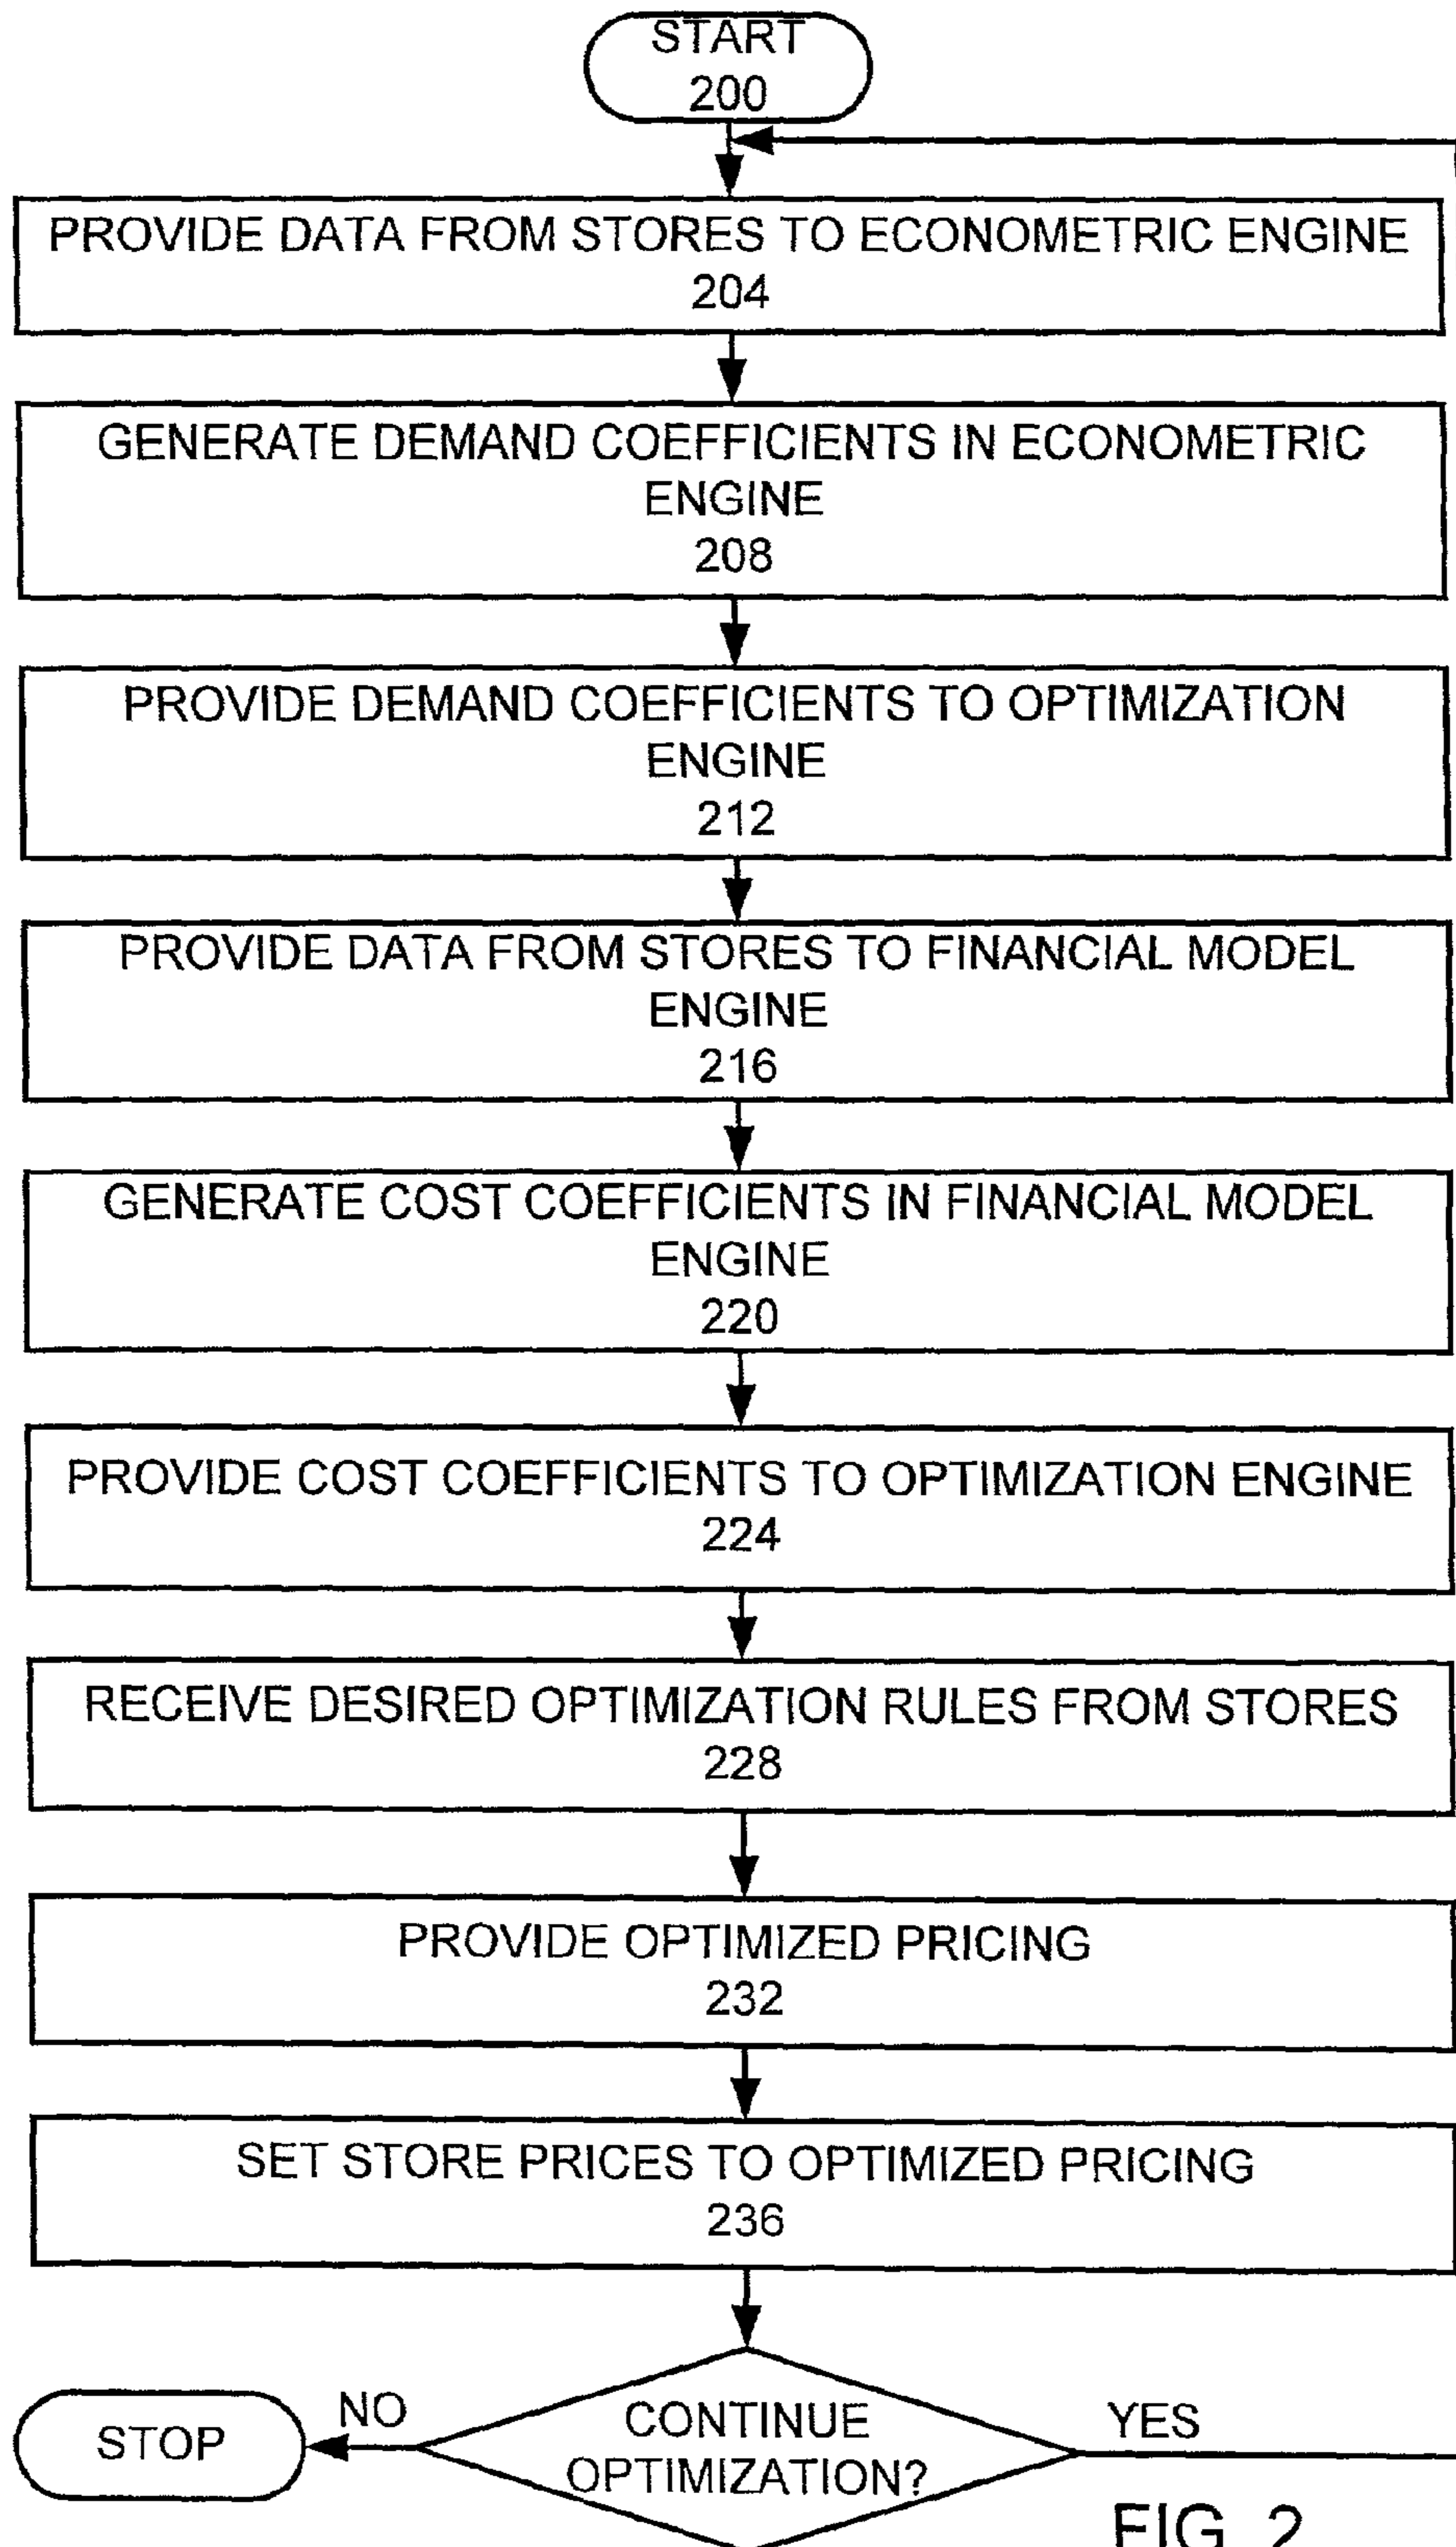 START
200
PROVIDE DATA FROM STORES TO ECONOMETRIC ENGINE
204
GENERATE DEMAND COEFFICIENTS IN ECONOMETRIC
ENGINE
208
PROVIDE DEMAND COEFFICIENTS TO OPTIMIZATION
ENGINE
212
PROVIDE DATA FROM STORES TO FINANCIAL MODEL
ENGINE
216
GENERATE COST COEFFICIENTS IN FINANCIAL MODEL
ENGINE
220
PROVIDE COST COEFFICIENTS TO OPTIMIZATION ENGINE
224
RECEIVE DESIRED OPTIMIZATION RULES FROM STORES
228
PROVIDE OPTIMIZED PRICING
232
SET STORE PRICES TO OPTIMIZED PRICING
236
STOP
NO
CONTINUE
OPTIMIZATION?
YES
FIG. 2